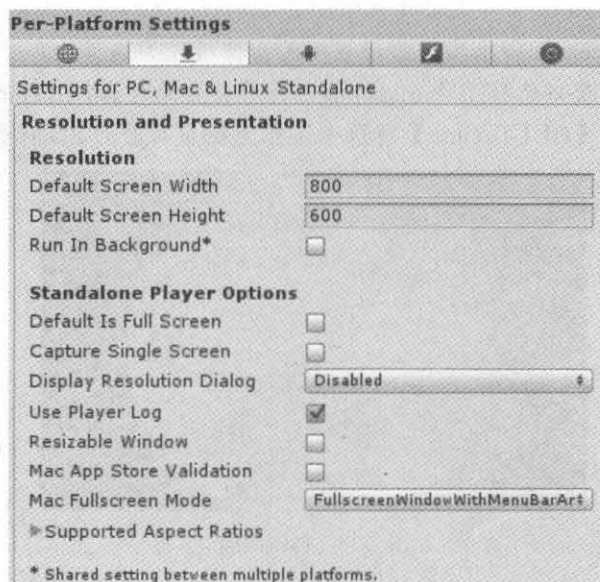 Per-Platform Settings
Settings for PC, Mac & Linux Standalone
Resolution and Presentation
Resolution
Default Screen Width 800
Default Screen Height 600
Run In Background*
Standalone Player Options
Default Is Full Screen
Capture Single Screen
Display Resolution Dialog Disabled
Use Player Log
Resizable Window
Mac App Store Validation
Mac Fullscreen Mode FullscreenWindowWithMenuBarAr
Supported Aspect Ratios
* Shared setting between multiple platforms.